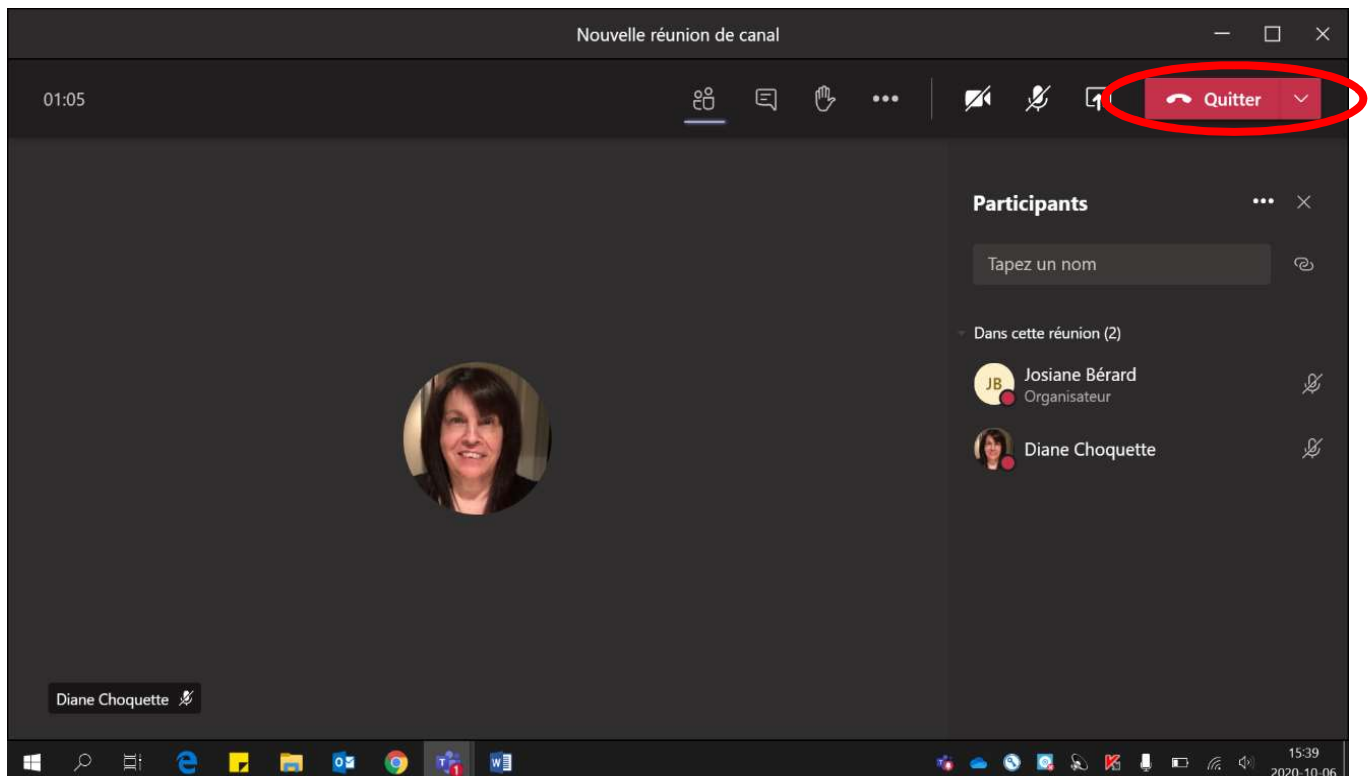 Nouvelle réunion de canal
01:05
Quitter
Participants
Tapez un nom
Dans cette réunion (2)
JB
Josiane Bérard
Organisateur
Diane Choquette
Diane Choquette
15:39
2020-10-06